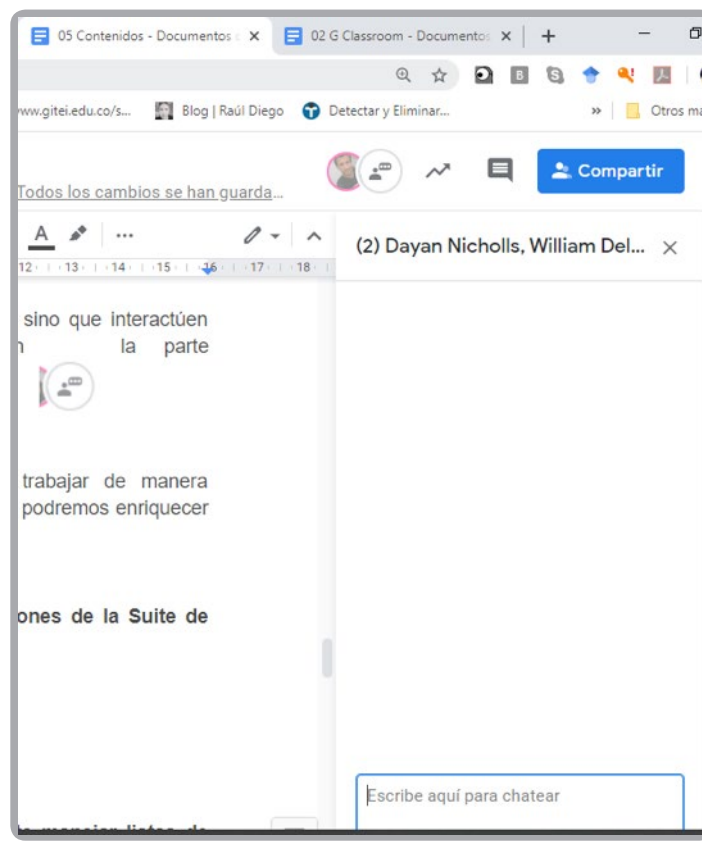 05 Contenidos - Documentos
02 G Classroom - Documentos
www.gitei.edu.co/s...
Blog | Raúl Diego
Detectar y Eliminar...
»
Otros
Todos los cambios se han guarda...
Compartir
A
12 13 14 15 16 17 18
(2) Dayan Nicholls, William Del...
sino que interactúen
la parte
trabajar de manera
podremos enriquecer
de la Suite de
Escribe aquí para chatear